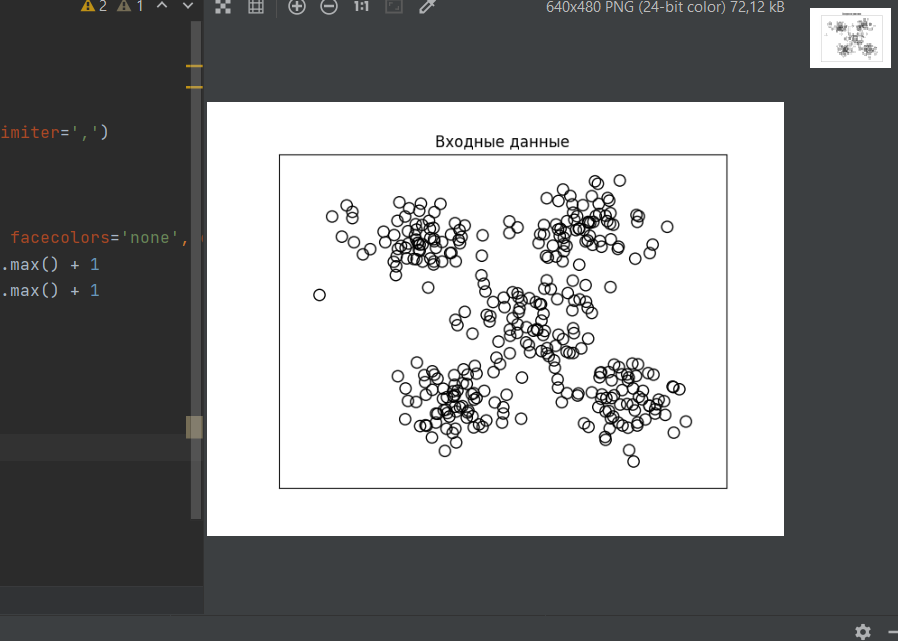 2 1
1:1
640x480 PNG (24-bit color) 72,12 kB
imiter=',')
facecolors='none',
.max() + 1
.max() + 1
Входные данные